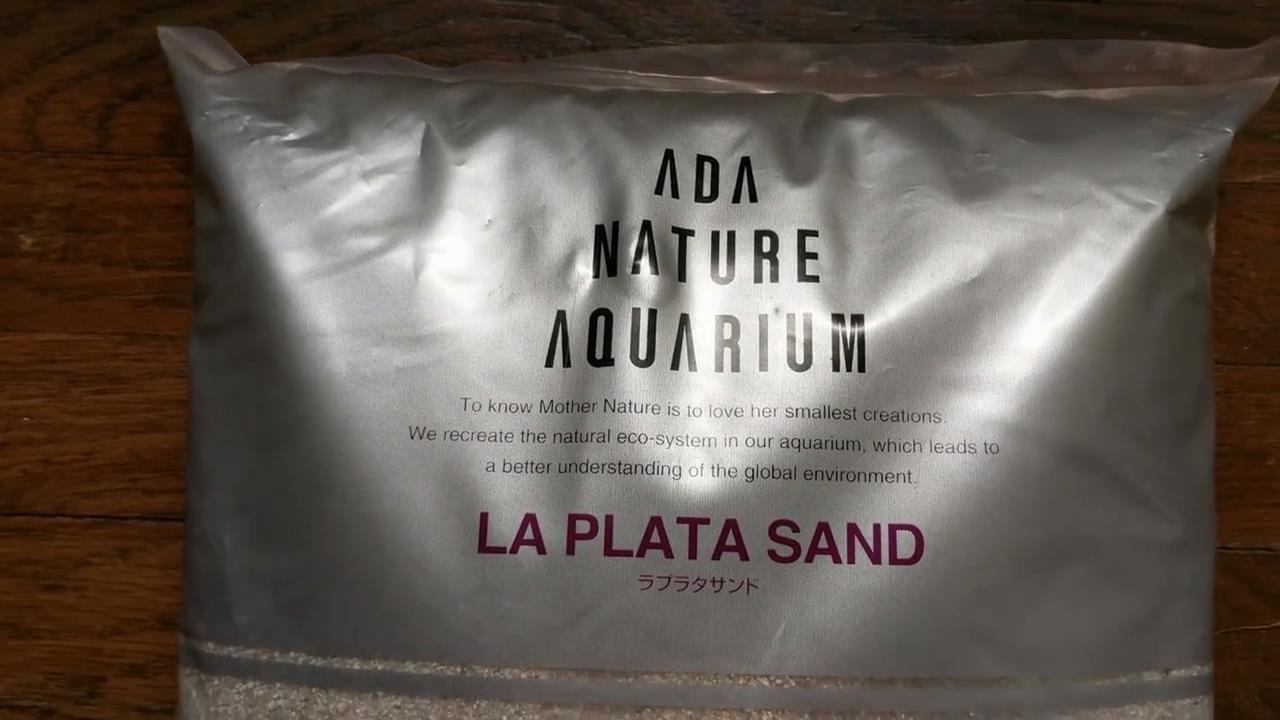 ADA
NATURE
AQUARIUM
To know Mother Nature is to love her smallest creations.
We recreate the natural eco-system in our aquarium, which leads to
a better understanding of the global environment.
LA PLATA SAND
ラプラタサンド